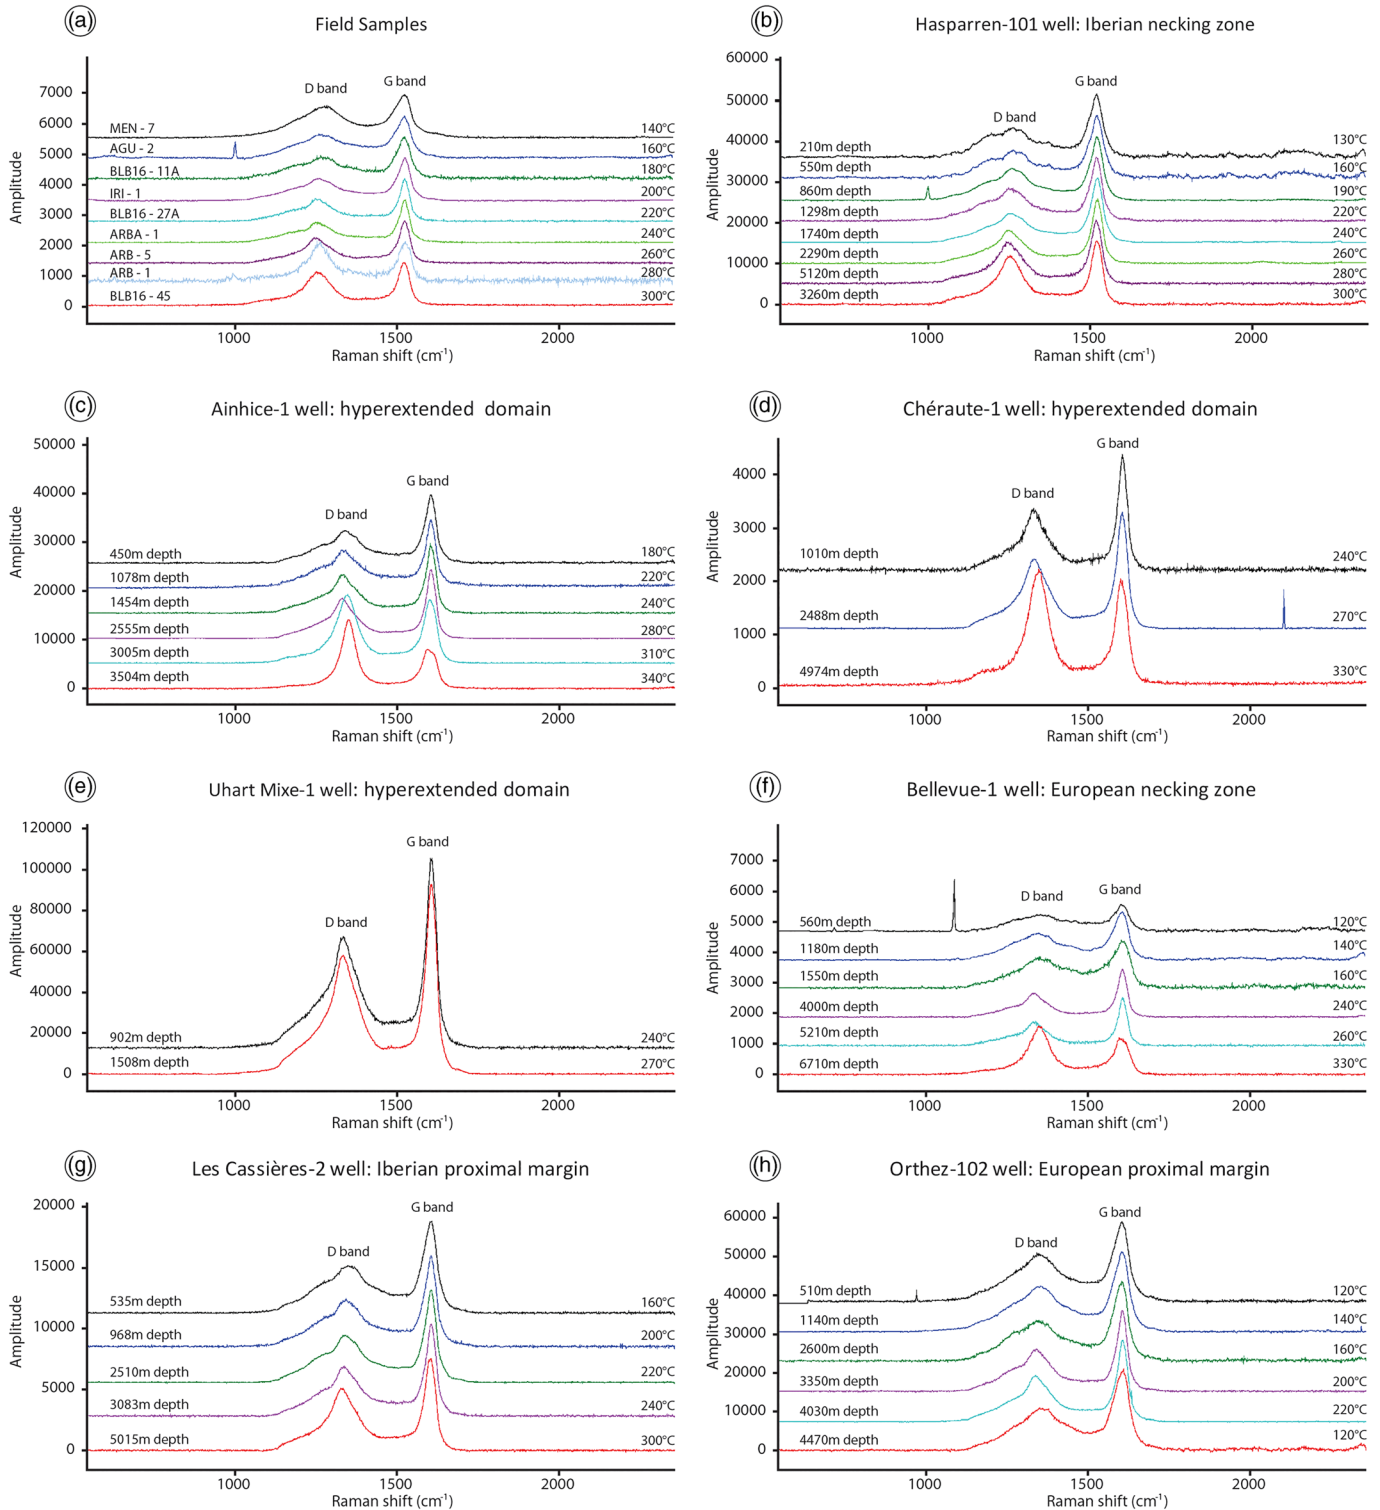 (a) Field Samples
7000
6000
5000
4000
3000
2000
1000
0
Amplitude
D band
G band
MEN - 7 140°C
AGU - 2 160°C
BLB16 - 11A 180°C
IRI - 1 200°C
BLB16 - 27A 220°C
ARBA - 1 240°C
ARB - 5 260°C
ARB - 1 280°C
BLB16 - 45 300°C
1000 1500 2000
Raman shift (cm-1)
(b) Hasparren-101 well: Iberian necking zone
60000
50000
40000
30000
20000
10000
0
Amplitude
D band
G band
210m depth 130°C
550m depth 160°C
860m depth 190°C
1298m depth 220°C
1740m depth 240°C
2290m depth 260°C
5120m depth 280°C
3260m depth 300°C
1000 1500 2000
Raman shift (cm-1)
(c) Ainhice-1 well: hyperextended domain
50000
40000
30000
20000
10000
0
Amplitude
D band
G band
450m depth 180°C
1078m depth 220°C
1454m depth 240°C
2555m depth 280°C
3005m depth 310°C
3504m depth 340°C
1000 1500 2000
Raman shift (cm-1)
(d) Chéraute-1 well: hyperextended domain
4000
3000
2000
1000
0
Amplitude
D band
G band
1010m depth 240°C
2488m depth 270°C
4974m depth 330°C
1000 1500 2000
Raman shift (cm-1)
(e) Uhart Mixe-1 well: hyperextended domain
120000
100000
80000
60000
40000
20000
0
Amplitude
D band
G band
902m depth 240°C
1508m depth 270°C
1000 1500 2000
Raman shift (cm-1)
(f) Bellevue-1 well: European necking zone
7000
6000
5000
4000
3000
2000
1000
0
Amplitude
D band
G band
560m depth 120°C
1180m depth 140°C
1550m depth 160°C
4000m depth 240°C
5210m depth 260°C
6710m depth 330°C
1000 1500 2000
Raman shift (cm-1)
(g) Les Cassières-2 well: Iberian proximal margin
20000
15000
10000
5000
0
Amplitude
D band
G band
535m depth 160°C
968m depth 200°C
2510m depth 220°C
3083m depth 240°C
5015m depth 300°C
1000 1500 2000
Raman shift (cm-1)
(h) Orthez-102 well: European proximal margin
60000
50000
40000
30000
20000
10000
0
Amplitude
D band
G band
510m depth 120°C
1140m depth 140°C
2600m depth 160°C
3350m depth 200°C
4030m depth 220°C
4470m depth 120°C
1000 1500 2000
Raman shift (cm-1)